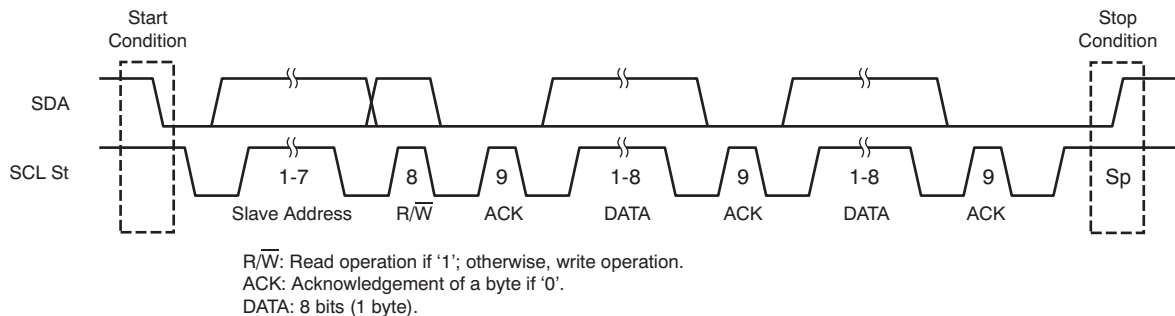 Start
Condition
Stop
Condition
SDA
SCL St
1-7
8
9
1-8
9
1-8
9
Sp
Slave Address
R/W̅
ACK
DATA
ACK
DATA
ACK
R/W̅: Read operation if ‘1’; otherwise, write operation.
ACK: Acknowledgement of a byte if ‘0’.
DATA: 8 bits (1 byte).